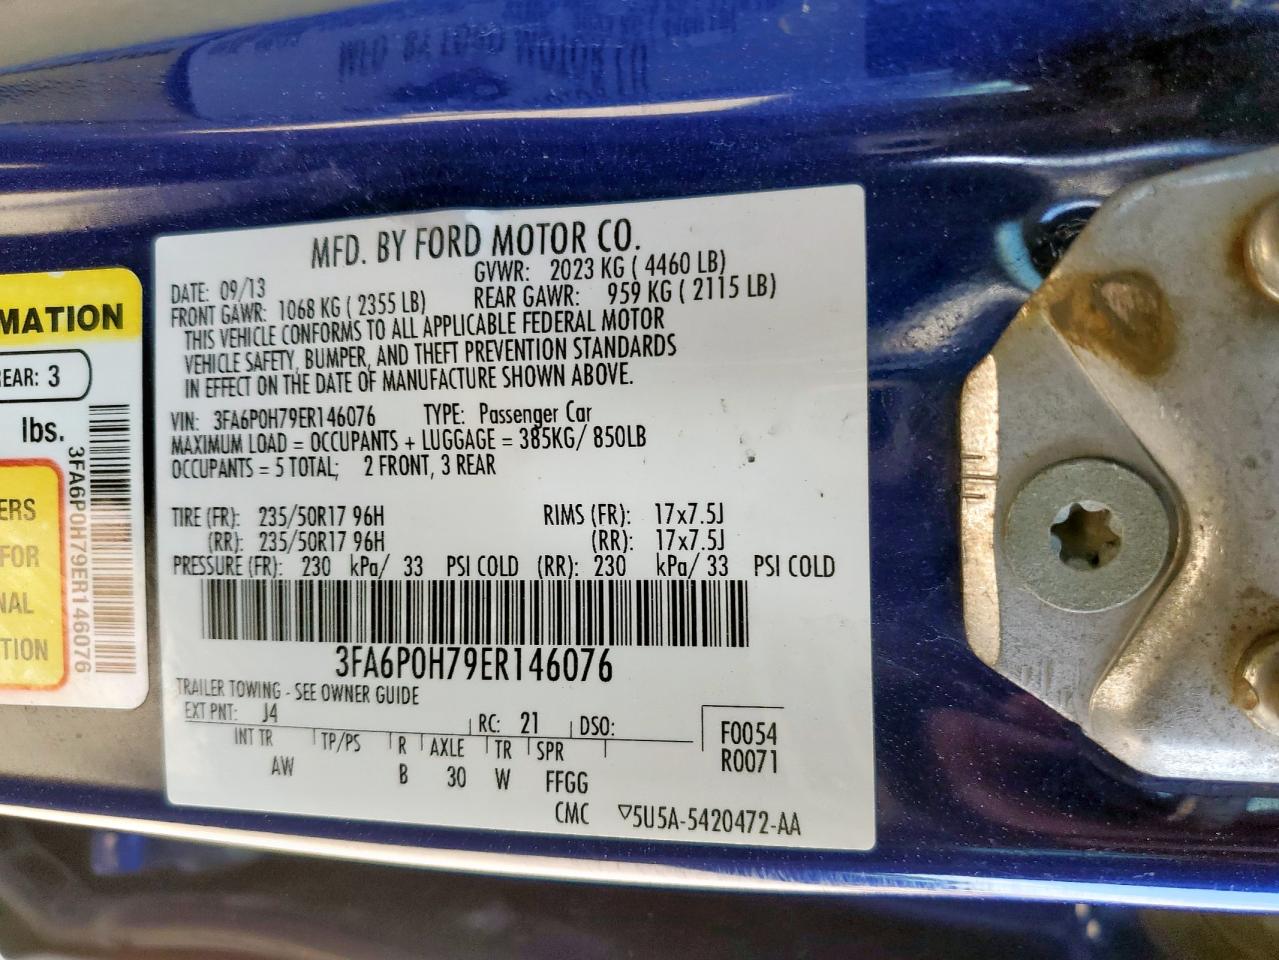 MFD. BY FORD MOTOR CO.
DATE: 09/13 GVWR: 2023 KG ( 4460 LB)
FRONT GAWR: 1068 KG ( 2355 LB) REAR GAWR: 959 KG ( 2115 LB)
THIS VEHICLE CONFORMS TO ALL APPLICABLE FEDERAL MOTOR
VEHICLE SAFETY, BUMPER, AND THEFT PREVENTION STANDARDS
IN EFFECT ON THE DATE OF MANUFACTURE SHOWN ABOVE.
VIN: 3FA6P0H79ER146076 TYPE: Passenger Car
MAXIMUM LOAD = OCCUPANTS + LUGGAGE = 385KG/ 850LB
OCCUPANTS = 5 TOTAL; 2 FRONT, 3 REAR
TIRE (FR): 235/50R17 96H RIMS (FR): 17x7.5J
(RR): 235/50R17 96H (RR): 17x7.5J
PRESSURE (FR): 230 kPa/ 33 PSI COLD (RR): 230 kPa/ 33 PSI COLD
3FA6P0H79ER146076
TRAILER TOWING - SEE OWNER GUIDE
EXT PNT: J4 RC: 21 DSO: F0054
INT TR TP/PS R AXLE TR SPR R0071
AW B 30 W FFGG
CMC ▽5U5A-5420472-AA
MATION
REAR: 3
lbs.
3FA6P0H79ER146076
ERS
FOR
NAL
TION